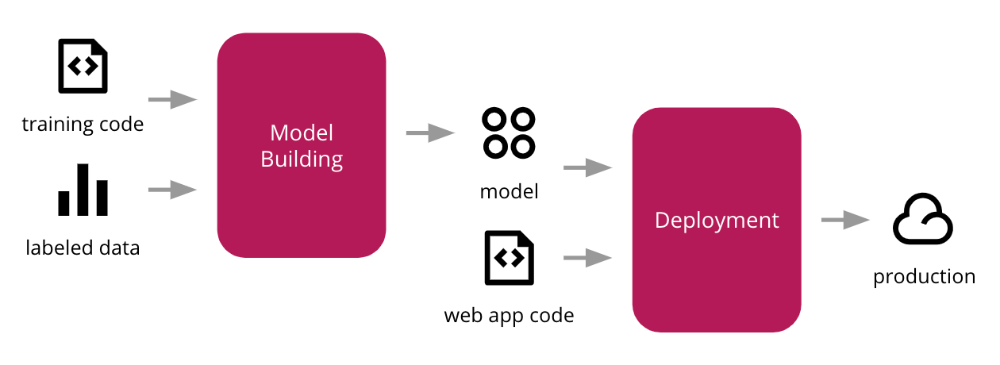 training code
labeled data
Model
Building
model
web app code
Deployment
production